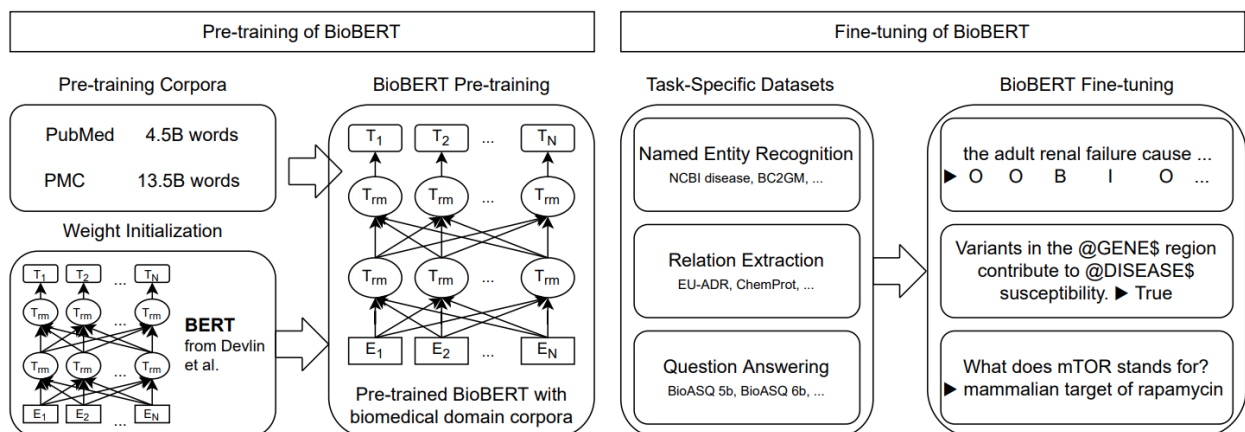 Pre-training of BioBERT
Pre-training Corpora
PubMed 4.5B words
PMC 13.5B words
Weight Initialization
T1 T2 ... TN
Trm Trm ... Trm
Trm Trm ... Trm
E1 E2 ... EN
BERT
from Devlin
et al.
BioBERT Pre-training
T1 T2 ... TN
Trm Trm ... Trm
Trm Trm ... Trm
E1 E2 ... EN
Pre-trained BioBERT with
biomedical domain corpora
Fine-tuning of BioBERT
Task-Specific Datasets
Named Entity Recognition
NCBI disease, BC2GM, ...
Relation Extraction
EU-ADR, ChemProt, ...
Question Answering
BioASQ 5b, BioASQ 6b, ...
BioBERT Fine-tuning
the adult renal failure cause ...
▶ O O B I O ...
Variants in the @GENE$ region
contribute to @DISEASE$
susceptibility. ▶ True
What does mTOR stands for?
▶ mammalian target of rapamycin